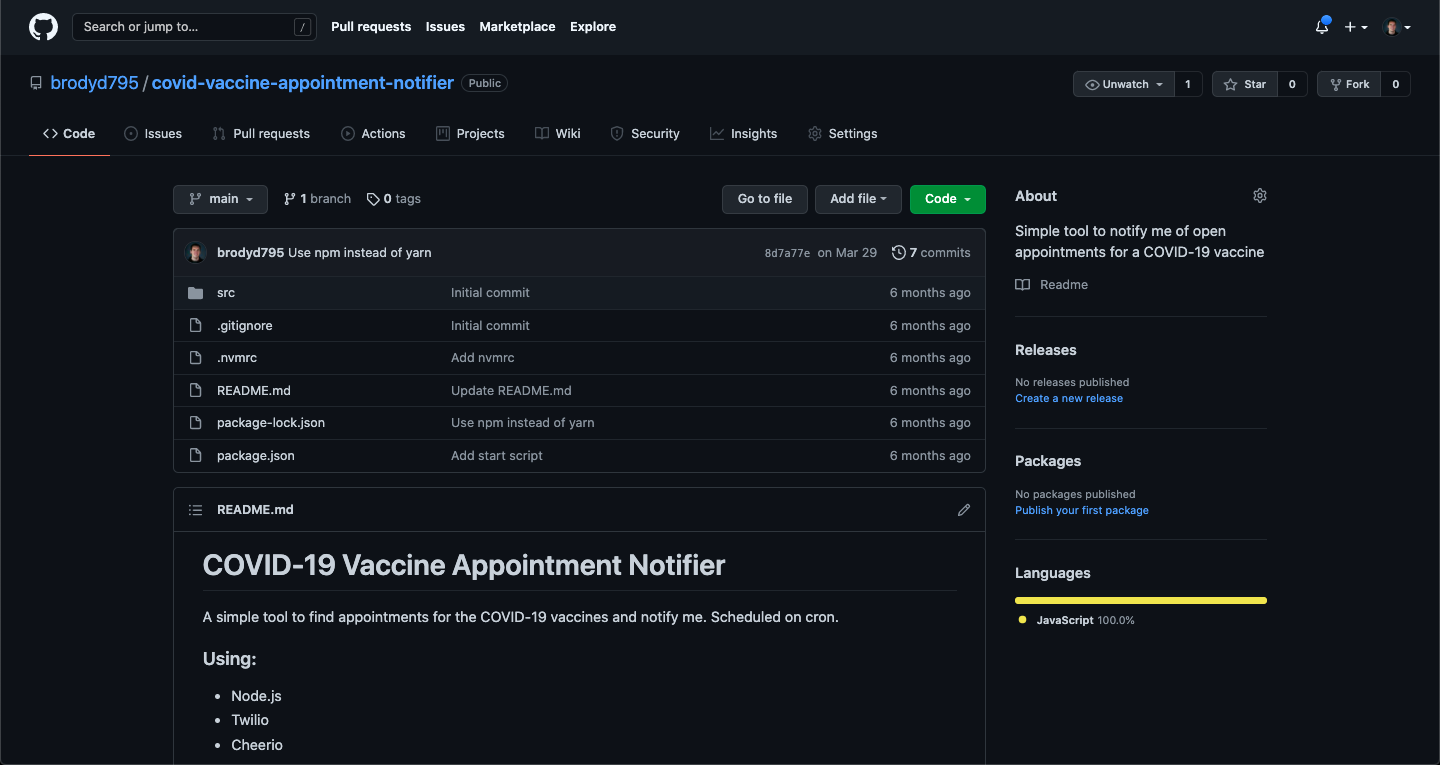 Search or jump to... /
Pull requests Issues Marketplace Explore
brodyd795 / covid-vaccine-appointment-notifier Public
Unwatch 1 Star 0 Fork 0
Code Issues Pull requests Actions Projects Wiki Security Insights Settings
main 1 branch 0 tags Go to file Add file Code
brodyd795 Use npm instead of yarn 8d7a77e on Mar 29 7 commits
src Initial commit 6 months ago
.gitignore Initial commit 6 months ago
.nvmrc Add nvmrc 6 months ago
README.md Update README.md 6 months ago
package-lock.json Use npm instead of yarn 6 months ago
package.json Add start script 6 months ago
README.md
COVID-19 Vaccine Appointment Notifier
A simple tool to find appointments for the COVID-19 vaccines and notify me. Scheduled on cron.
Using:
• Node.js
• Twilio
• Cheerio
About
Simple tool to notify me of open
appointments for a COVID-19 vaccine
Readme
Releases
No releases published
Create a new release
Packages
No packages published
Publish your first package
Languages
JavaScript 100.0%